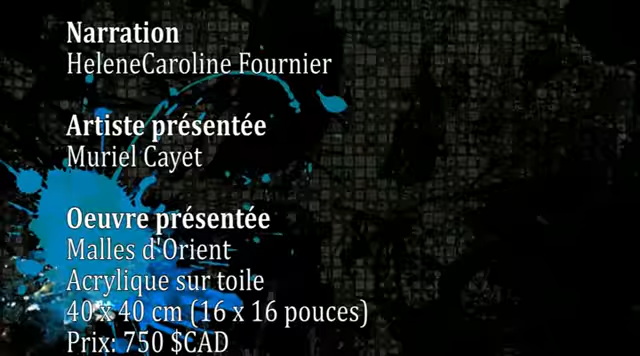 Narration
HeleneCaroline Fournier
Artiste présentée
Muriel Cayet
Oeuvre présentée
Malles d'Orient
Acrylique sur toile
40 x 40 cm (16 x 16 pouces)
Prix: 750 $CAD